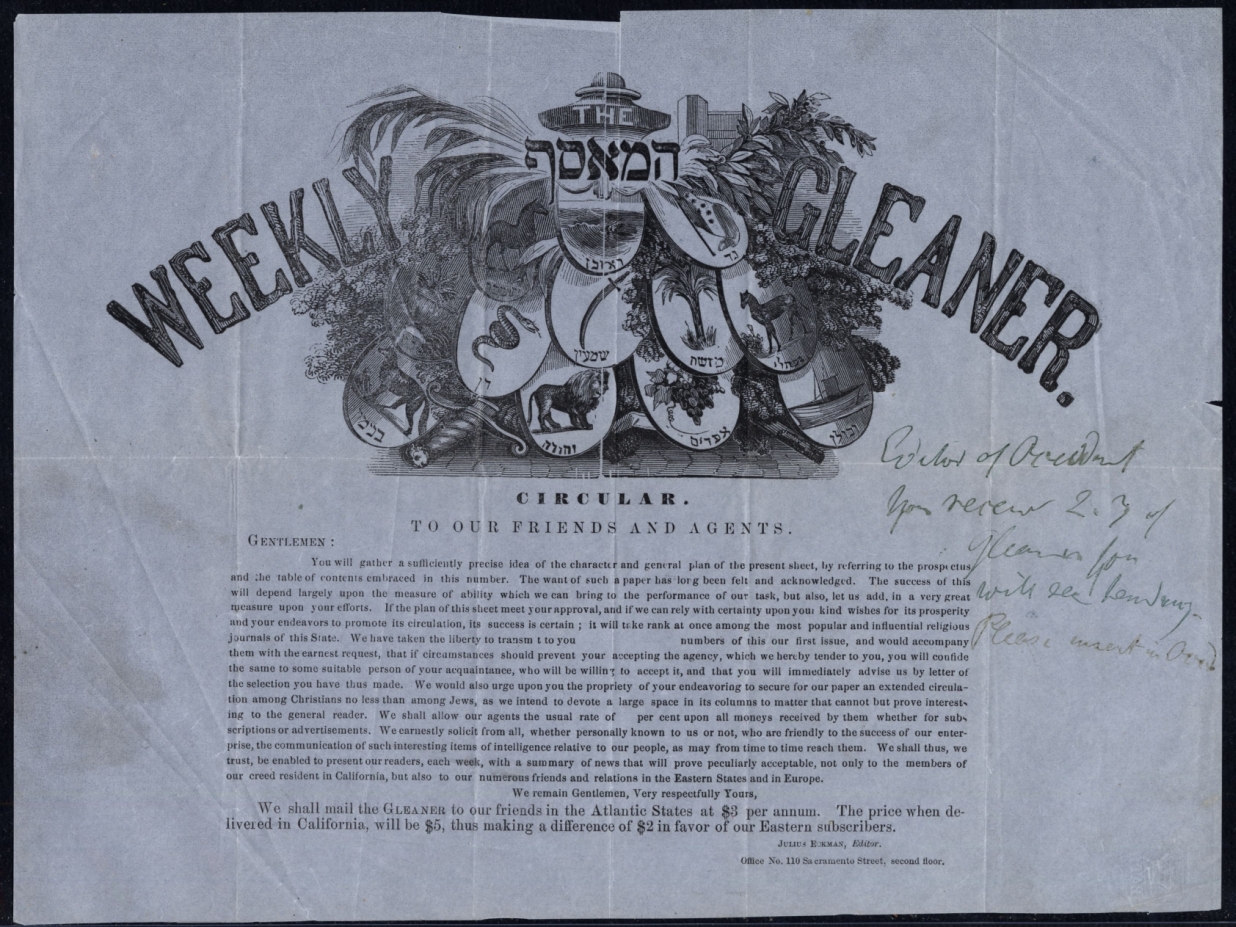 THE
המאסף
WEEKLY GLEANER.
ראובן
גד
דן
שמעון
מנשה
נפתלי
בנימ
יהודה
אפרים
זבולן
CIRCULAR.
TO OUR FRIENDS AND AGENTS.
GENTLEMEN :
You will gather a sufficiently precise idea of the character and general plan of the present sheet, by referring to the prospectus
and the table of contents embraced in this number. The want of such a paper has long been felt and acknowledged. The success of this
will depend largely upon the measure of ability which we can bring to the performance of our task, but also, let us add, in a very great
measure upon your efforts. If the plan of this sheet meet your approval, and if we can rely with certainty upon your kind wishes for its prosperity
and your endeavors to promote its circulation, its success is certain ; it will take rank at once among the most popular and influential religious
journals of this State. We have taken the liberty to transm t to you numbers of this our first issue, and would accompany
them with the earnest request, that if circumstances should prevent your accepting the agency, which we hereby tender to you, you will confide
the same to some suitable person of your acquaintance, who will be willing to accept it, and that you will immediately advise us by letter of
the selection you have thus made. We would also urge upon you the propriety of your endeavoring to secure for our paper an extended circula-
tion among Christians no less than among Jews, as we intend to devote a large space in its columns to matter that cannot but prove interest-
ing to the general reader. We shall allow our agents the usual rate of per cent upon all moneys received by them whether for sub-
scriptions or advertisements. We earnestly solicit from all, whether personally known to us or not, who are friendly to the success of our enter-
prise, the communication of such interesting items of intelligence relative to our people, as may from time to time reach them. We shall thus, we
trust, be enabled to present our readers, each week, with a summary of news that will prove peculiarly acceptable, not only to the members of
our creed resident in California, but also to our numerous friends and relations in the Eastern States and in Europe.
We remain Gentlemen, Very respectfully Yours,
We shall mail the GLEANER to our friends in the Atlantic States at $3 per annum. The price when de-
livered in California, will be $5, thus making a difference of $2 in favor of our Eastern subscribers.
JULIUS ECKMAN, Editor.
Office No. 110 Sacramento Street, second floor,
Editor of Occident
you receive 2. 3 of
Gleaner you
will see
Please insert in